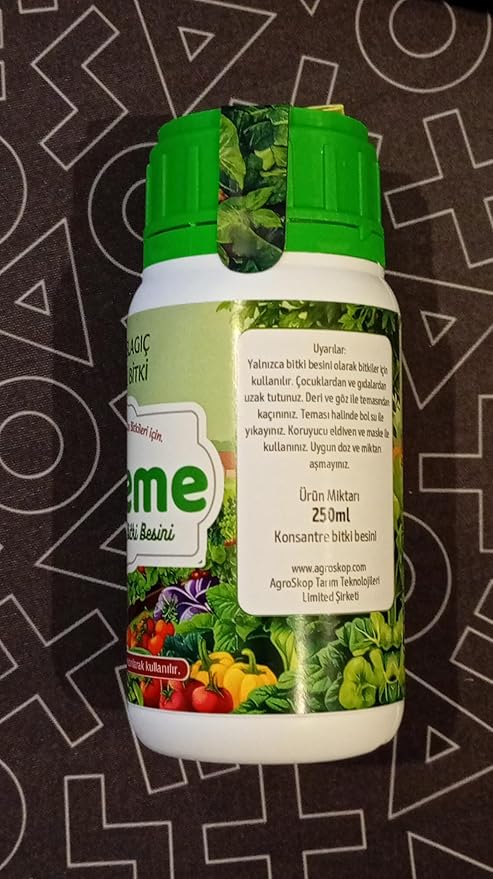 BİTKİ
Bitkileri için.
Bitki Besini
kullanılır.
Uyarılar:
Yalnızca bitki besini olarak bitkiler için
kullanılır. Çocuklardan ve gıdalardan
uzak tutunuz. Deri ve göz ile temasından
kaçınınız. Teması halinde bol su ile
yıkayınız. Koruyucu eldiven ve maske ile
kullanınız. Uygun doz ve miktarı
aşmayınız.
Ürün Miktarı
250ml
Konsantre bitki besini
www.agroskop.com
AgroSkop Tarım Teknolojileri
Limited Şirketi